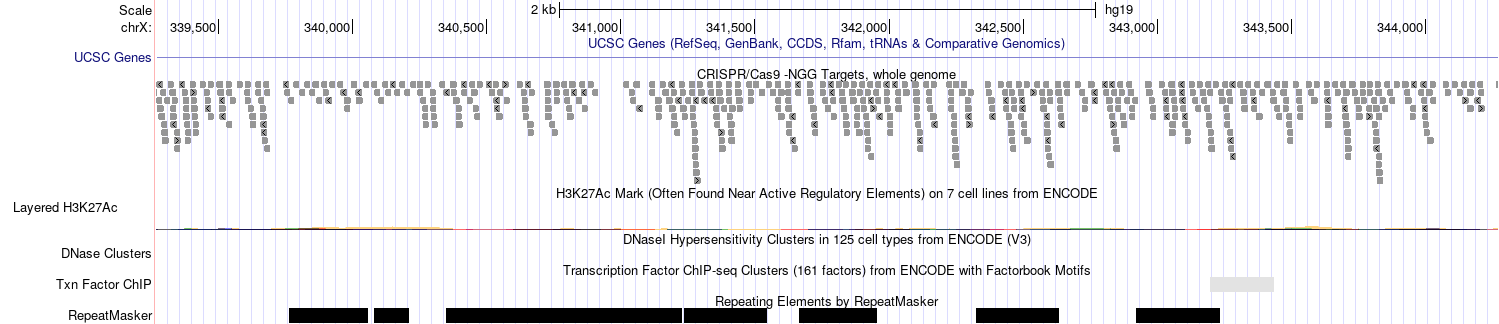 Scale 2 kb hg19
chrX: 339,500 340,000 340,500 341,000 341,500 342,000 342,500 343,000 343,500 344,000
UCSC Genes (RefSeq, GenBank, CCDS, Rfam, tRNAs & Comparative Genomics)
UCSC Genes
CRISPR/Cas9 -NGG Targets, whole genome
H3K27Ac Mark (Often Found Near Active Regulatory Elements) on 7 cell lines from ENCODE
Layered H3K27Ac
DNaseI Hypersensitivity Clusters in 125 cell types from ENCODE (V3)
DNase Clusters
Transcription Factor ChIP-seq Clusters (161 factors) from ENCODE with Factorbook Motifs
Txn Factor ChIP
Repeating Elements by RepeatMasker
RepeatMasker